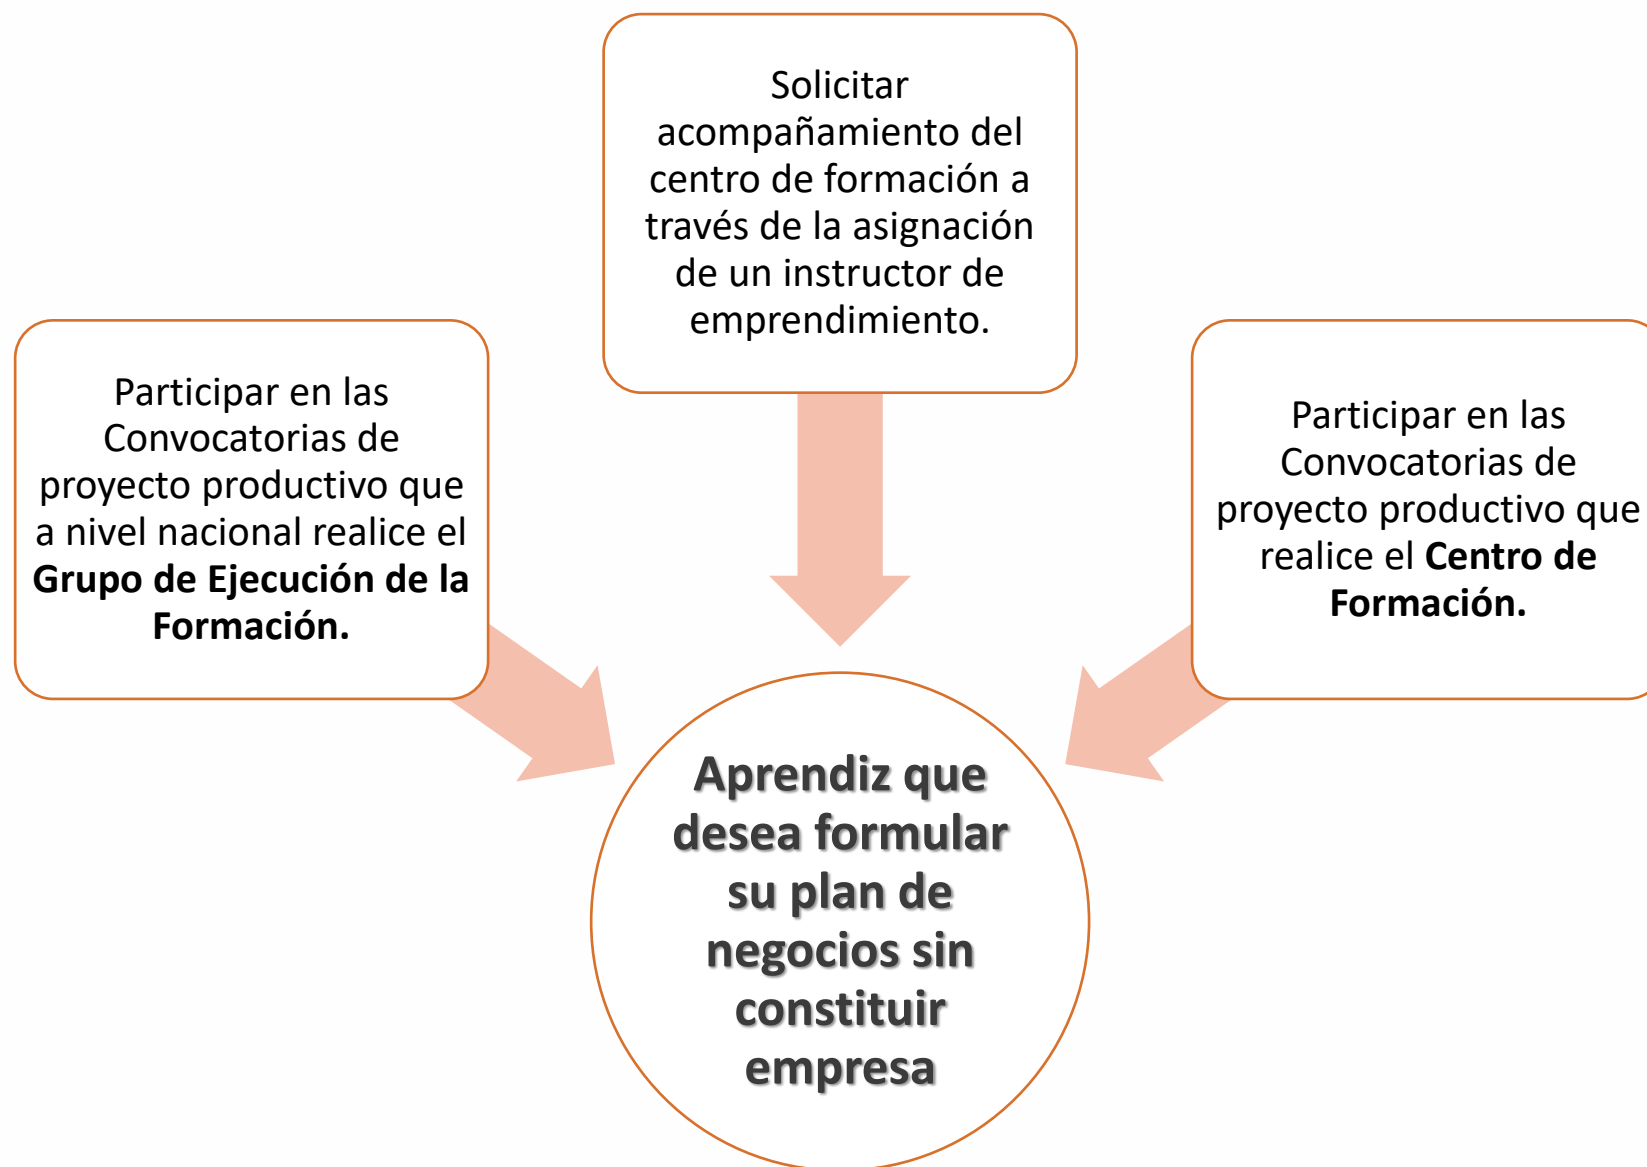 Solicitar
acompañamiento del
centro de formación a
través de la asignación
de un instructor de
emprendimiento.
Participar en las
Convocatorias de
proyecto productivo que
a nivel nacional realice el
Grupo de Ejecución de la
Formación.
Participar en las
Convocatorias de
proyecto productivo que
realice el Centro de
Formación.
Aprendiz que
desea formular
su plan de
negocios sin
constituir
empresa